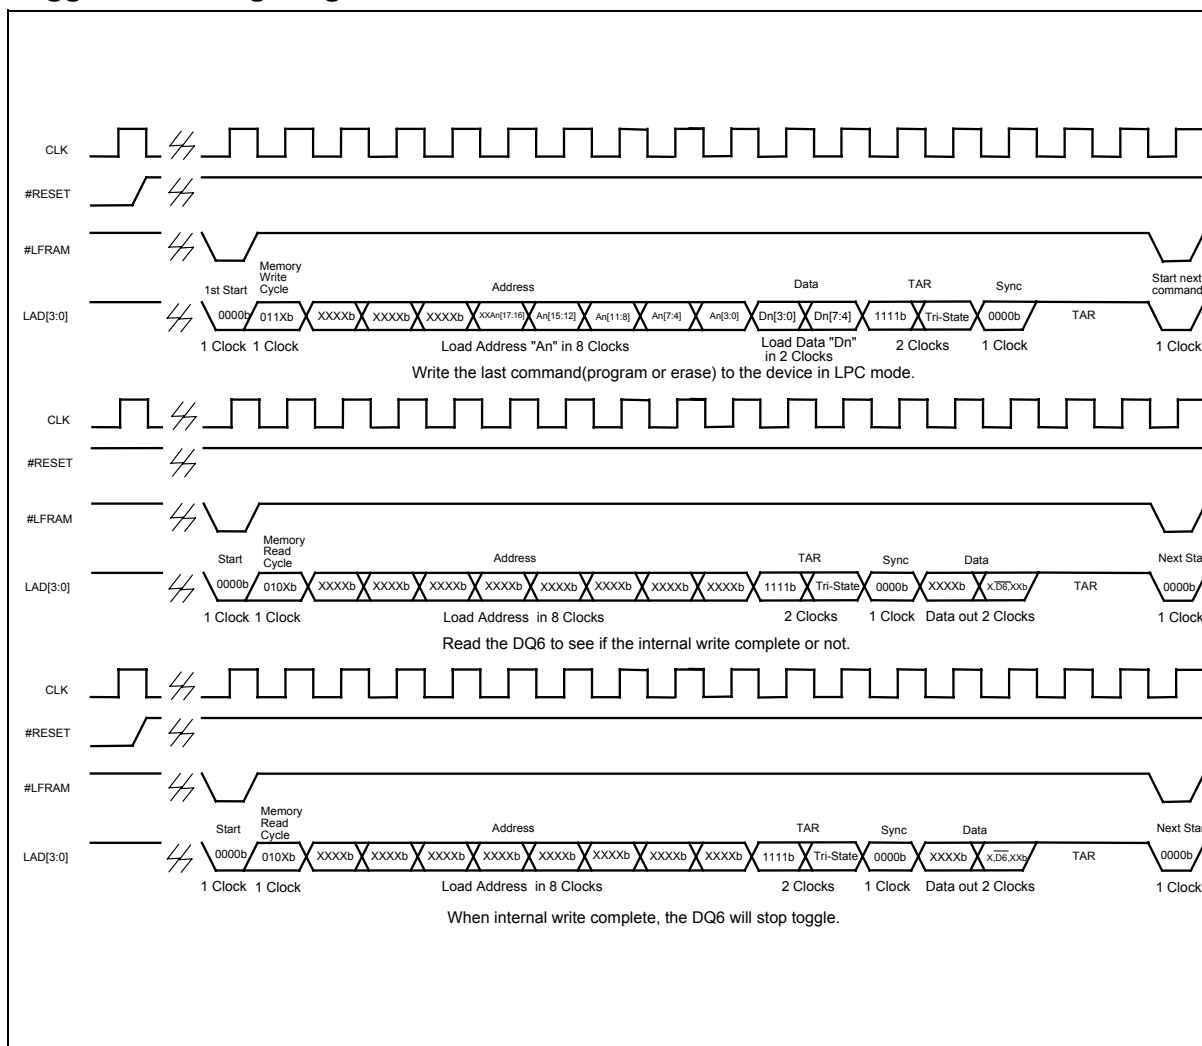 CLK
#RESET
#LFRAM
1st Start
Memory
Write
Cycle
Address
Data
TAR
Sync
Start next
command
LAD[3:0]
0000b 011Xb XXXXb XXXXb XXXXb XXAn[17:16] An[15:12] An[11:8] An[7:4] An[3:0] Dn[3:0] Dn[7:4] 1111b Tri-State 0000b TAR
1 Clock 1 Clock Load Address "An" in 8 Clocks Load Data "Dn"
in 2 Clocks 2 Clocks 1 Clock 1 Clock
Write the last command(program or erase) to the device in LPC mode.
CLK
#RESET
#LFRAM
Start
Memory
Read
Cycle
Address
TAR
Sync
Data
Next
LAD[3:0]
0000b 010Xb XXXXb XXXXb XXXXb XXXXb XXXXb XXXXb XXXXb XXXXb 1111b Tri-State 0000b XXXXb X,D6,XXb TAR 0000b
1 Clock 1 Clock Load Address in 8 Clocks 2 Clocks 1 Clock Data out 2 Clocks 1 Clock
Read the DQ6 to see if the internal write complete or not.
CLK
#RESET
#LFRAM
Start
Memory
Read
Cycle
Address
TAR
Sync
Data
Next
LAD[3:0]
0000b 010Xb XXXXb XXXXb XXXXb XXXXb XXXXb XXXXb XXXXb XXXXb 1111b Tri-State 0000b XXXXb X,D6,XXb TAR 0000b
1 Clock 1 Clock Load Address in 8 Clocks 2 Clocks 1 Clock Data out 2 Clocks 1 Clock
When internal write complete, the DQ6 will stop toggle.